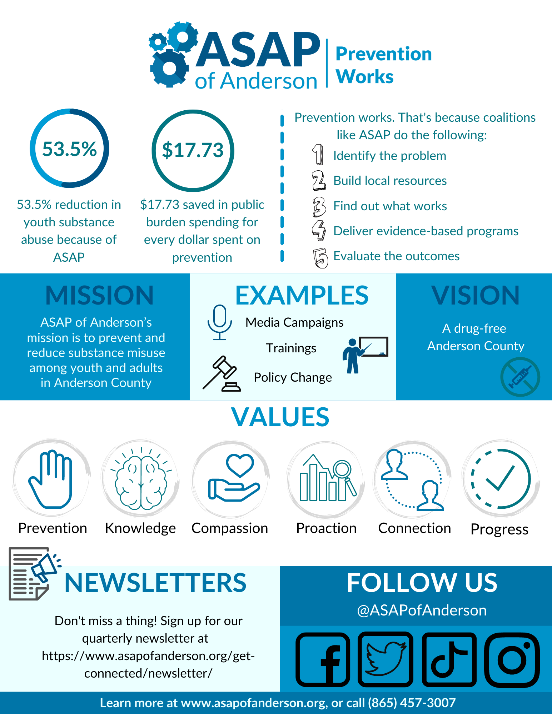 ASAP
of Anderson
Prevention
Works
53.5%
53.5% reduction in
youth substance
abuse because of
ASAP
$17.73
$17.73 saved in public
burden spending for
every dollar spent on
prevention
Prevention works. That's because coalitions
like ASAP do the following:
1 Identify the problem
2 Build local resources
3 Find out what works
4 Deliver evidence-based programs
5 Evaluate the outcomes
MISSION
ASAP of Anderson's
mission is to prevent and
reduce substance misuse
among youth and adults
in Anderson County
EXAMPLES
Media Campaigns
Trainings
Policy Change
VISION
A drug-free
Anderson County
VALUES
Prevention
Knowledge
Compassion
Proaction
Connection
Progress
NEWSLETTERS
Don't miss a thing! Sign up for our
quarterly newsletter at
https://www.asapofanderson.org/get-
connected/newsletter/
FOLLOW US
@ASAPofAnderson
Learn more at www.asapofanderson.org, or call (865) 457-3007